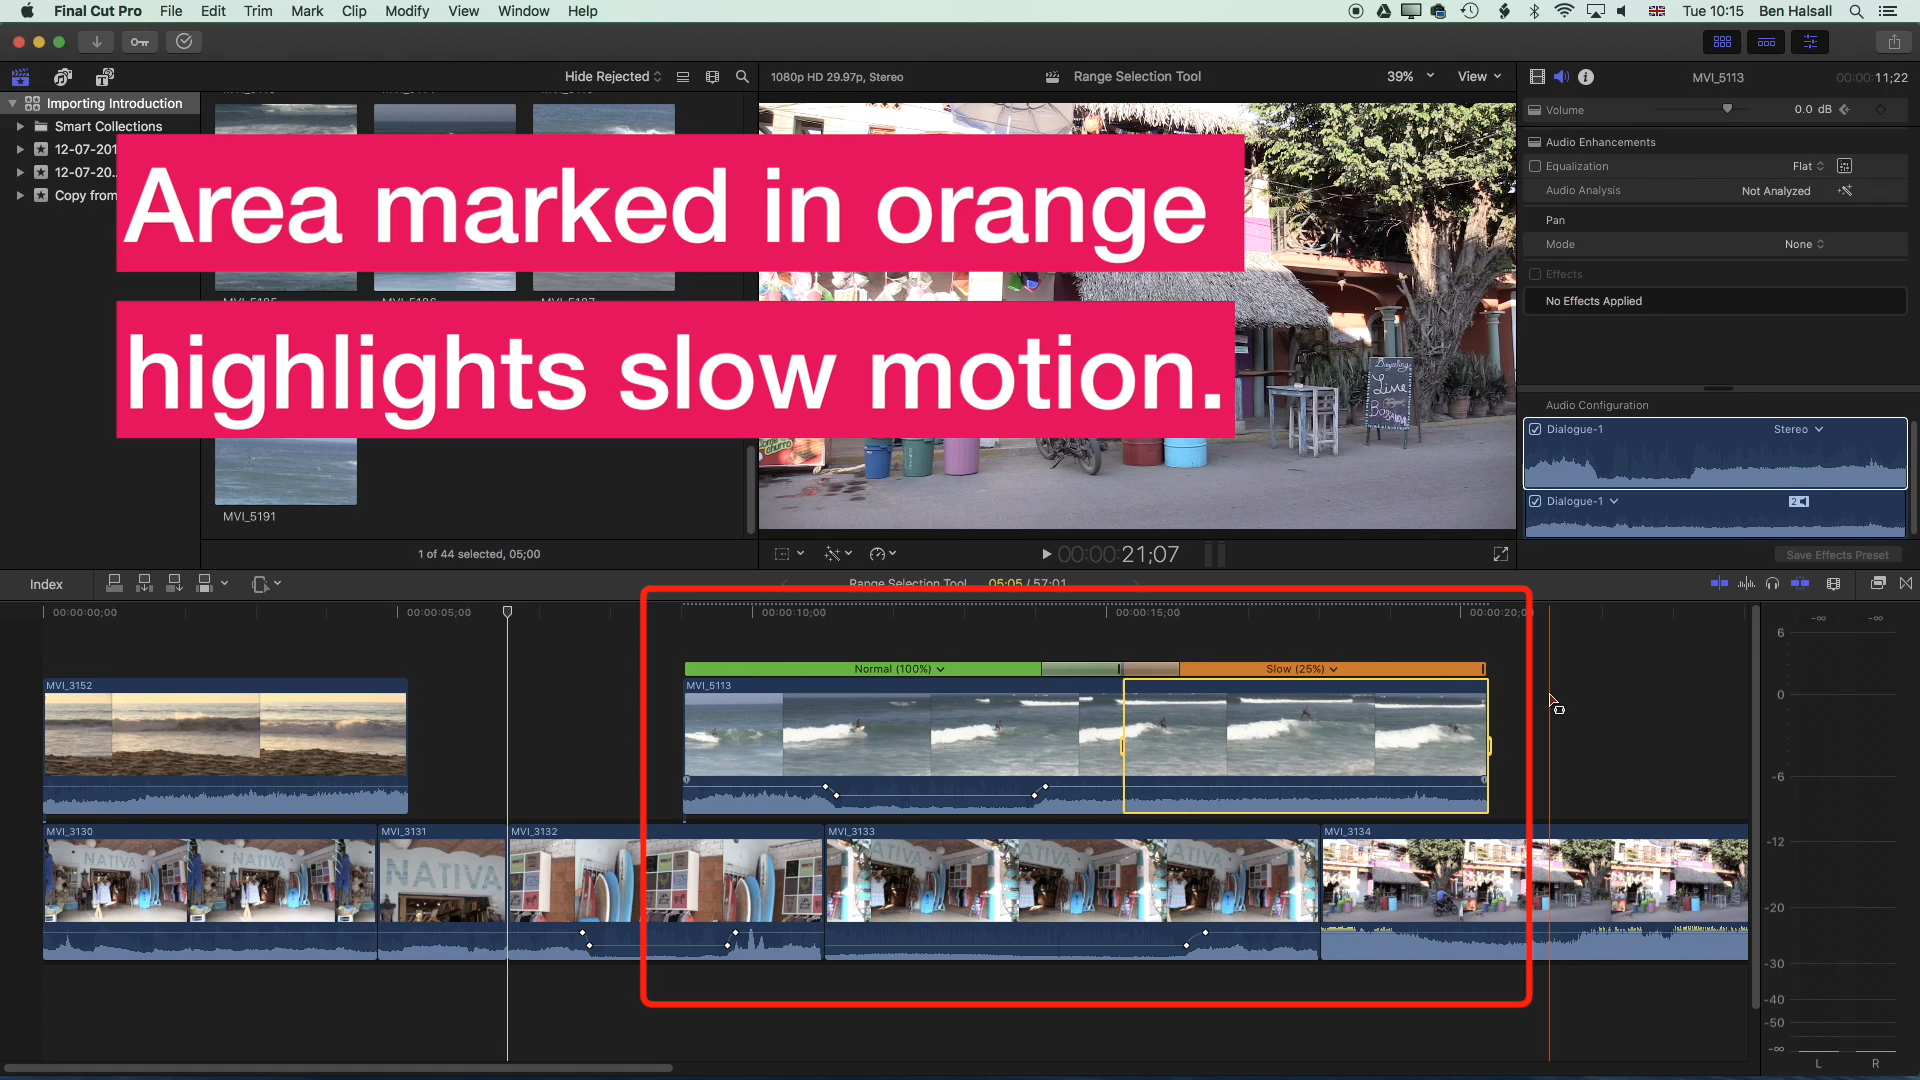 Final Cut Pro File Edit Trim Mark Clip Modify View Window Help Tue 10:15 Ben Halsall
Hide Rejected 1080p HD 29.97p, Stereo Range Selection Tool 39% View MVI_5113 00:00:11;22
Importing Introduction
Smart Collections
12-07-201
12-07-20..
Copy from
Area marked in orange
highlights slow motion.
MVI_5191
1 of 44 selected, 05;00
00:00:21;07
Volume 0.0 dB
Audio Enhancements
Equalization Flat
Audio Analysis Not Analyzed
Pan
Mode None
Effects
No Effects Applied
Audio Configuration
Dialogue-1 Stereo
Dialogue-1 2
Save Effects Preset
Live
Index Range Selection Tool 05:05 / 57:01
00:00:00;00 00:00:05;00 00:00:10;00 00:00:15;00 00:00:20;00
Normal (100%) Slow (25%)
MVI_3152 MVI_5113
MVI_3130 MVI_3131 MVI_3132 MVI_3133 MVI_3134
NATIVA NATIVA NATIVA
-∞ -∞
6
0
-6
-12
-20
-30
-40
-50
-∞
L R